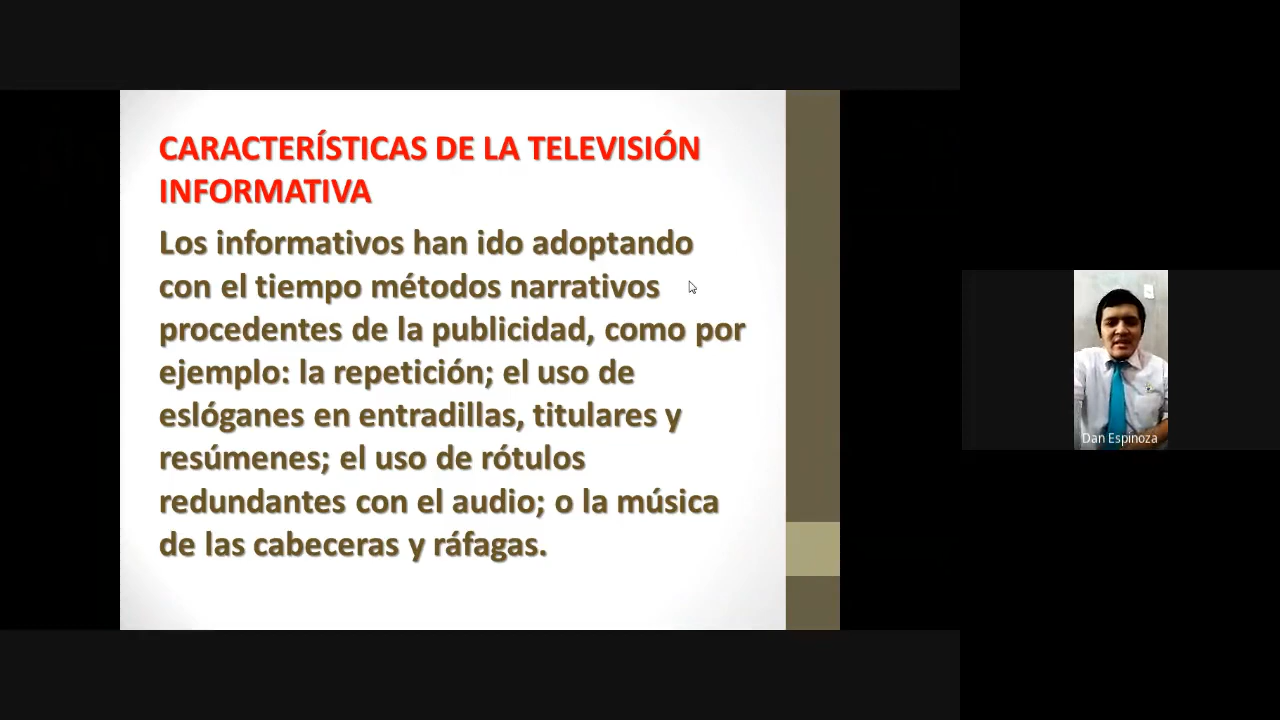 CARACTERÍSTICAS DE LA TELEVISIÓN
INFORMATIVA
Los informativos han ido adoptando
con el tiempo métodos narrativos
procedentes de la publicidad, como por
ejemplo: la repetición; el uso de
eslóganes en entradillas, titulares y
resúmenes; el uso de rótulos
redundantes con el audio; o la música
de las cabeceras y ráfagas.
Dan Espinoza